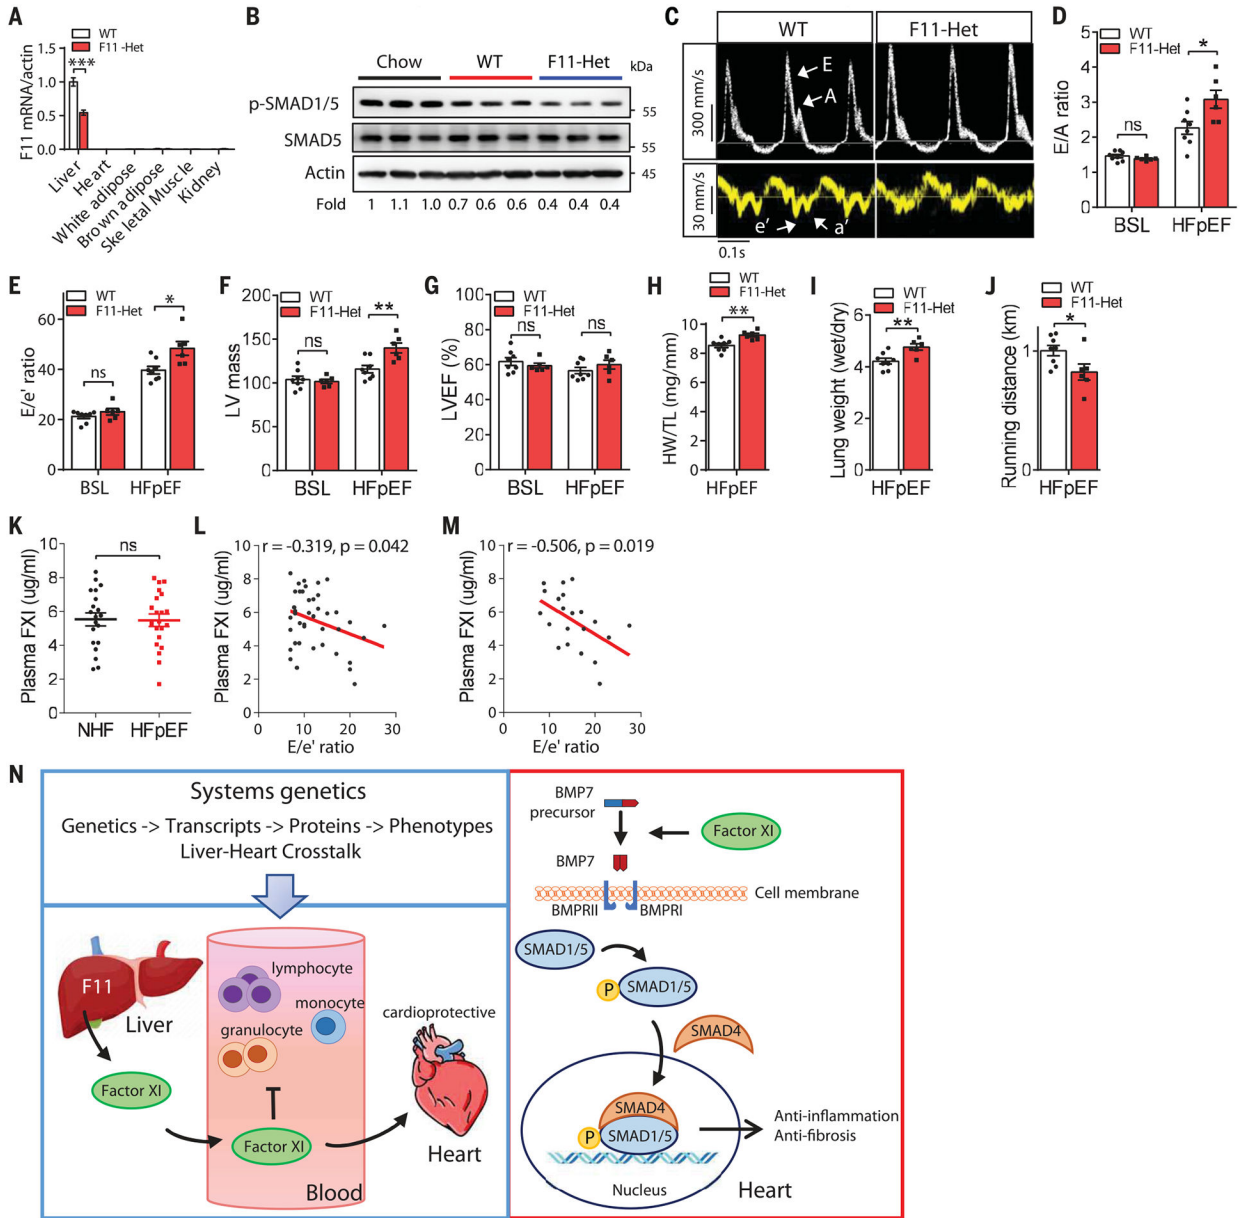 A
WT
F11 -Het
F11 mRNA/actin
1.5
1.0
0.5
0.0
***
Liver
Heart
White adipose
Brown adipose
Ske letal Muscle
Kidney
B
Chow
WT
F11-Het
kDa
p-SMAD1/5
55
SMAD5
55
Actin
45
Fold
1 1.1 1.0 0.7 0.6 0.6 0.4 0.4 0.4
C
WT
F11-Het
300 mm/s
E
A
30 mm/s
e′
a′
0.1s
D
WT
F11-Het
E/A ratio
5
4
3
2
1
0
ns
*
BSL
HFpEF
E
WT
F11-Het
E/e' ratio
60
40
20
0
ns
*
BSL
HFpEF
F
WT
F11-Het
LV mass
200
150
100
50
0
ns
**
BSL
HFpEF
G
WT
F11-Het
LVEF (%)
100
80
60
40
20
0
ns
ns
BSL
HFpEF
H
WT
F11-Het
HW/TL (mg/mm)
10
8
6
4
2
0
**
HFpEF
I
WT
F11-Het
Lung weight (wet/dry)
6
4
2
0
**
HFpEF
J
WT
F11-Het
Running distance (km)
1
0
*
HFpEF
K
Plasma FXI (ug/ml)
10
8
6
4
2
0
ns
NHF
HFpEF
L
r = -0.319, p = 0.042
Plasma FXI (ug/ml)
10
8
6
4
2
0
0 10 20 30
E/e' ratio
M
r = -0.506, p = 0.019
Plasma FXI (ug/ml)
10
8
6
4
2
0
0 10 20 30
E/e' ratio
N
Systems genetics
Genetics -> Transcripts -> Proteins -> Phenotypes
Liver-Heart Crosstalk
F11
Liver
Factor XI
lymphocyte
monocyte
granulocyte
Factor XI
Blood
cardioprotective
Heart
BMP7
precursor
Factor XI
BMP7
Cell membrane
BMPRII
BMPRI
SMAD1/5
P
SMAD1/5
SMAD4
SMAD4
P
SMAD1/5
Anti-inflammation
Anti-fibrosis
Nucleus
Heart